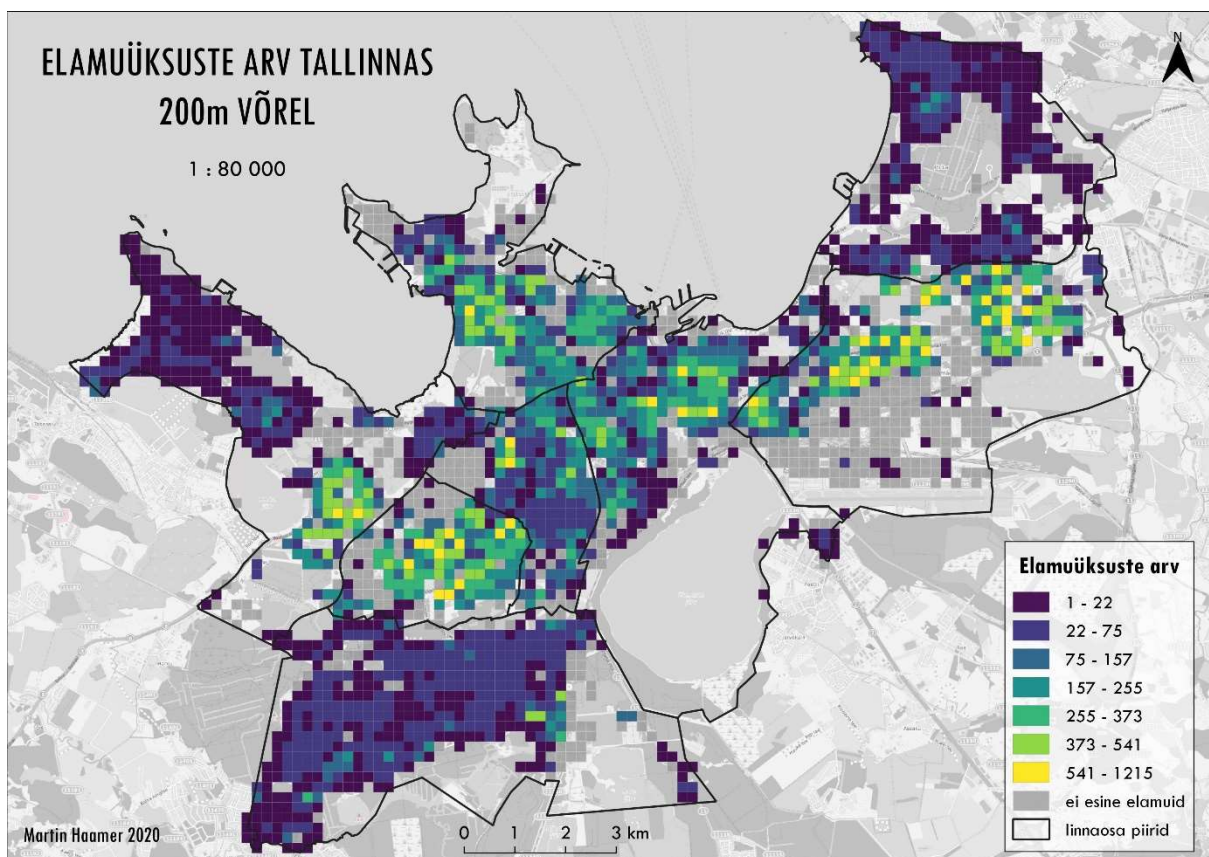 ELAMUÜKSUSTE ARV TALLINNAS
200m VÕREL
1 : 80 000
N
Elamuüksuste arv
1 - 22
22 - 75
75 - 157
157 - 255
255 - 373
373 - 541
541 - 1215
ei esine elamuid
linnaosa piirid
Martin Haamer 2020
0 1 2 3 km